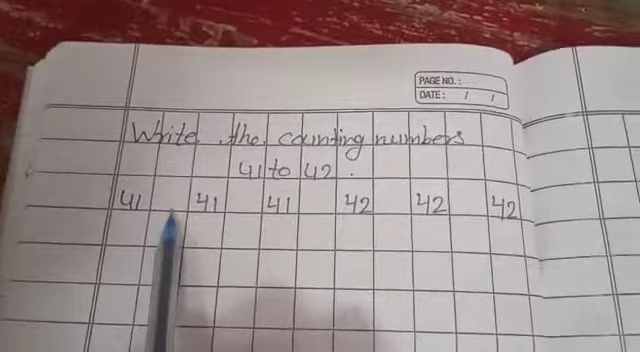 PAGE NO.:
DATE: / /
Write the counting numbers
41 to 42.
41 41 41 42 42 42